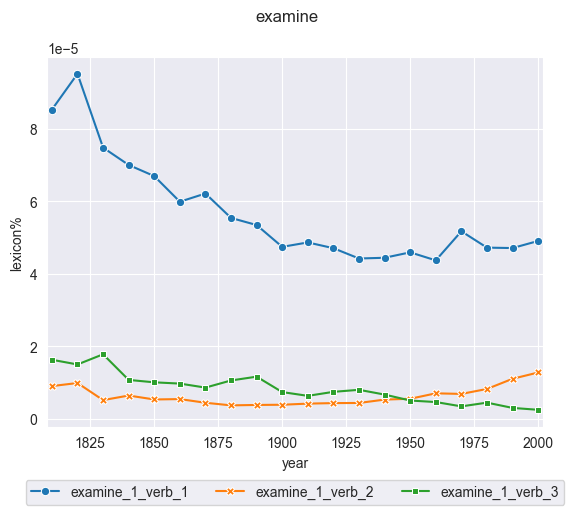 examine
1e−5
8
6
4
2
0
lexicon%
1825 1850 1875 1900 1925 1950 1975 2000
year
examine_1_verb_1 examine_1_verb_2 examine_1_verb_3